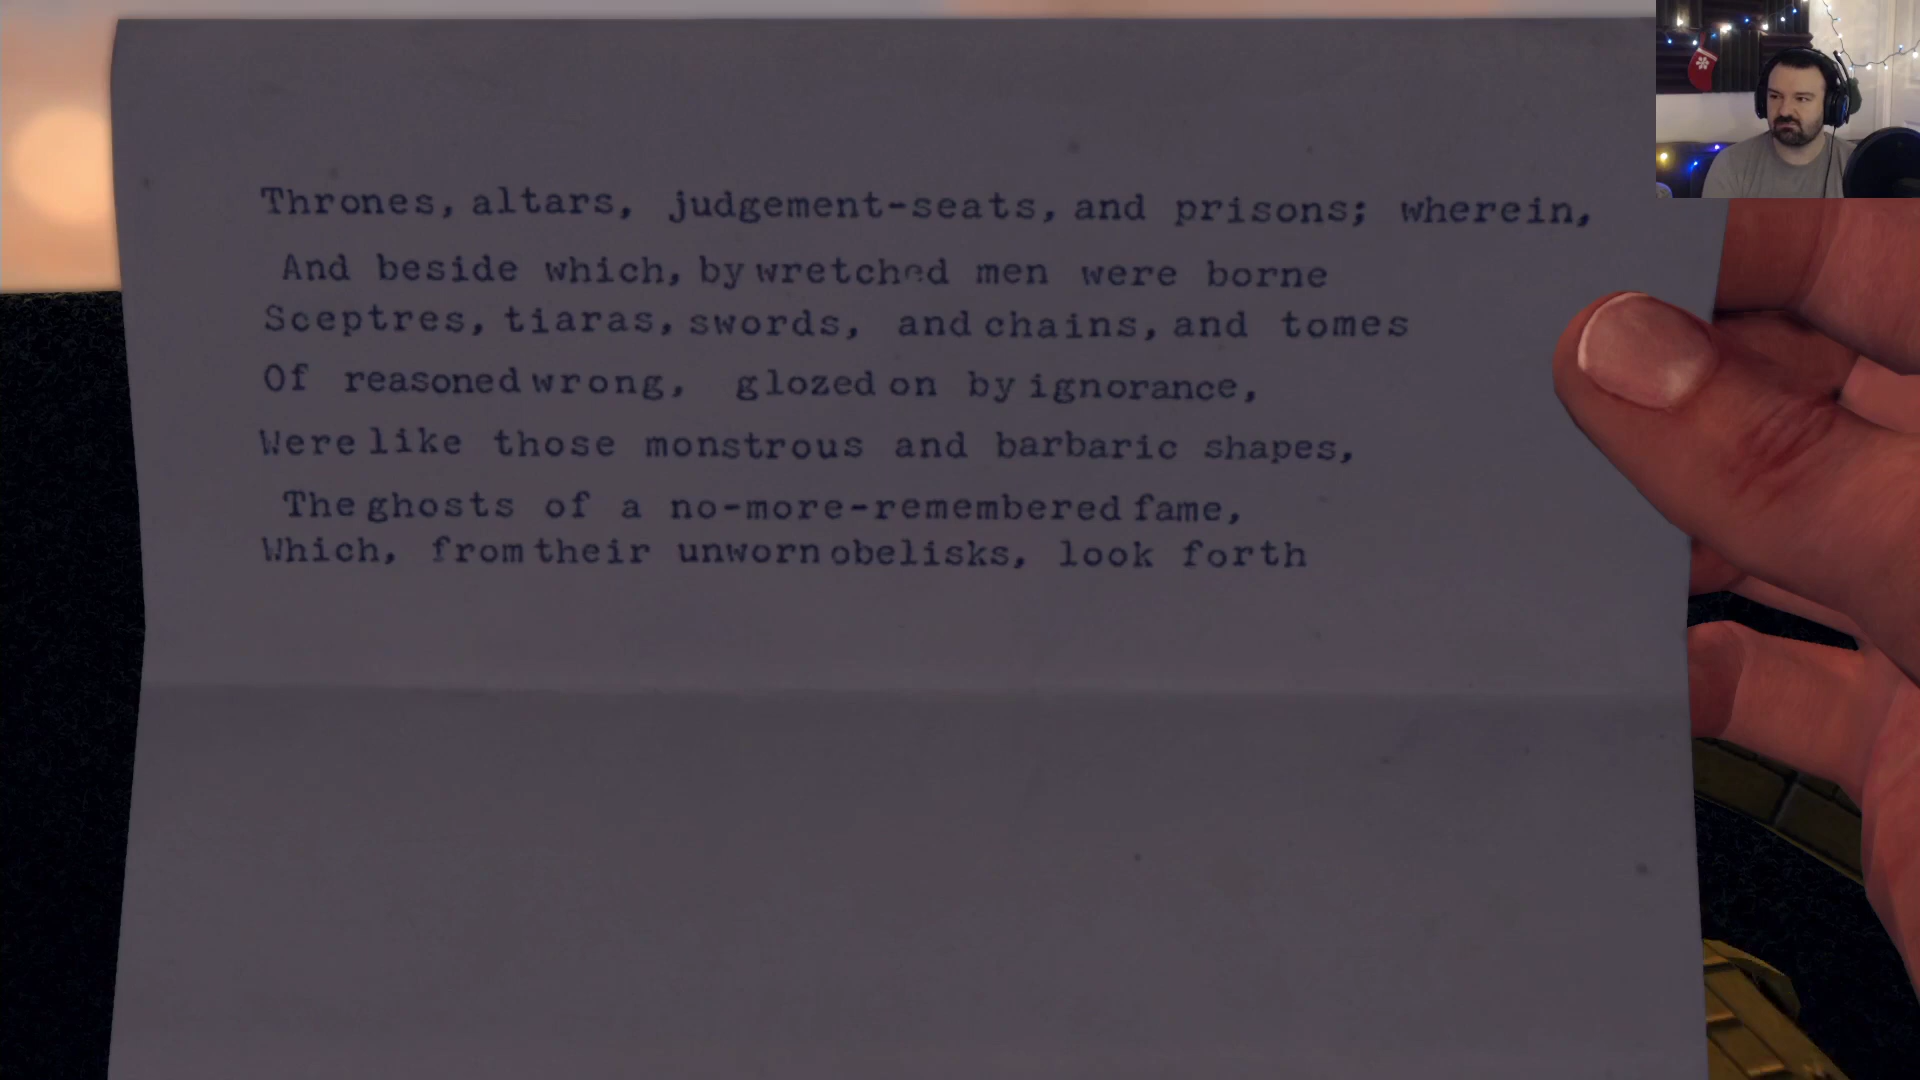 Thrones, altars, judgement-seats, and prisons; wherein,
And beside which, by wretched men were borne
Sceptres, tiaras, swords, and chains, and tomes
Of reasoned wrong, glozed on by ignorance,
Were like those monstrous and barbaric shapes,
The ghosts of a no-more-remembered fame,
Which, from their unworn obelisks, look forth